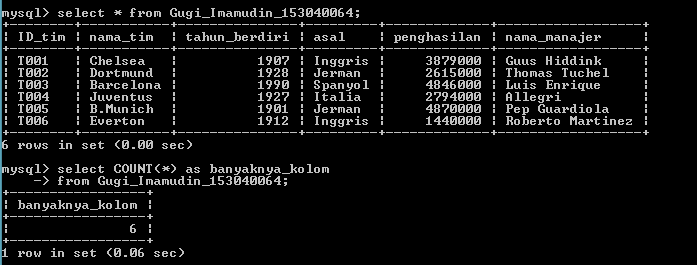 mysql> select * from Gugi_Imamudin_153040064;
+--------+-----------+---------------+---------+-------------+-------------------+
| ID_tim | nama_tim | tahun_berdiri | asal | penghasilan | nama_manajer |
+--------+-----------+---------------+---------+-------------+-------------------+
| T001 | Chelsea | 1907 | Inggris | 3879000 | Guus Hiddink |
| T002 | Dortmund | 1928 | Jerman | 2615000 | Thomas Tuchel |
| T003 | Barcelona | 1990 | Spanyol | 4846000 | Luis Enrique |
| T004 | Juventus | 1927 | Italia | 2794000 | Allegri |
| T005 | B.Munich | 1901 | Jerman | 4870000 | Pep Guardiola |
| T006 | Everton | 1912 | Inggris | 1440000 | Roberto Martinez |
+--------+-----------+---------------+---------+-------------+-------------------+
6 rows in set (0.00 sec)
mysql> select COUNT(*) as banyaknya_kolom
-> from Gugi_Imamudin_153040064;
+-----------------+
| banyaknya_kolom |
+-----------------+
| 6 |
+-----------------+
1 row in set (0.06 sec)